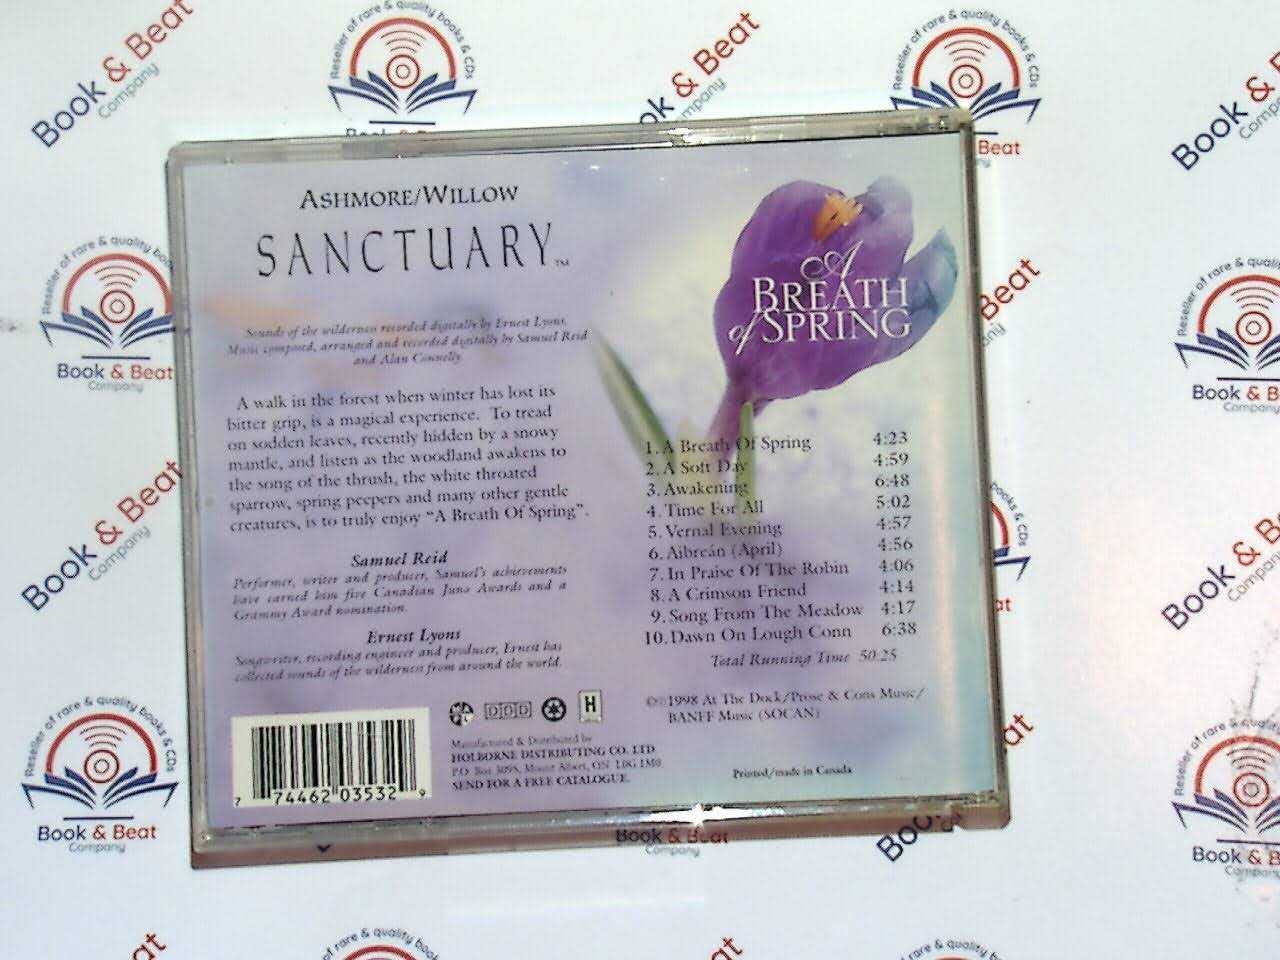 ASHMORE/WILLOW
SANCTUARY™
Sounds of the wilderness recorded digitally by Ernest Lyons.
Music composed, arranged and recorded digitally by Samuel Reid
and Alan Connelly.
A walk in the forest when winter has lost its
bitter grip, is a magical experience. To tread
on sodden leaves, recently hidden by a snowy
mantle, and listen as the woodland awakens to
the song of the thrush, the white throated
sparrow, spring peepers and many other gentle
creatures, is to truly enjoy “A Breath Of Spring”.
Samuel Reid
Performer, writer and producer, Samuel's achievements
have earned him five Canadian Juno Awards and a
Grammy Award nomination.
Ernest Lyons
Songwriter, recording engineer and producer, Ernest has
collected sounds of the wilderness from around the world.
A
BREATH
of SPRING
1. A Breath Of Spring 4:23
2. A Soft Day 4:59
3. Awakening 6:48
4. Time For All 5:02
5. Vernal Evening 4:57
6. Aibreán (April) 4:56
7. In Praise Of The Robin 4:06
8. A Crimson Friend 4:14
9. Song From The Meadow 4:17
10. Dawn On Lough Conn 6:38
Total Running Time 50:25
©℗1998 At The Dock/Prose & Cons Music/
BANFF Music (SOCAN)
Printed/made in Canada
DDD
H
Manufactured & Distributed by
HOLBORNE DISTRIBUTING CO. LTD
P.O. Box 309S, Mount Albert, ON L0G 1M0
SEND FOR A FREE CATALOGUE.
7 74462 03532 9
Book & Beat
Company
Reseller of rare & quality books & CDs
Book & Beat
Company